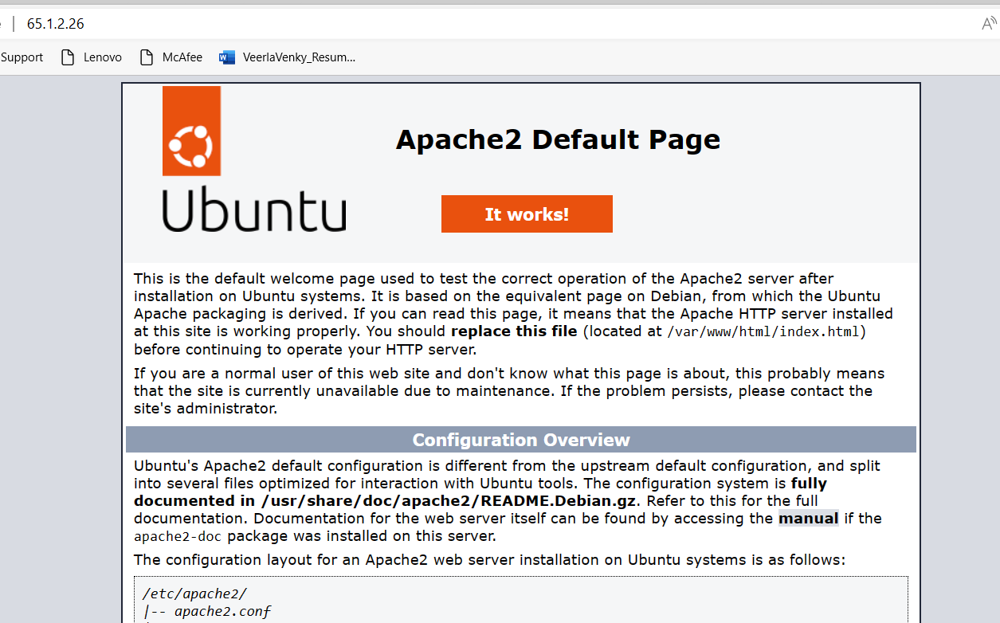 65.1.2.26
Support Lenovo McAfee VeerlaVenky_Resum...
Ubuntu
Apache2 Default Page
It works!
This is the default welcome page used to test the correct operation of the Apache2 server after
installation on Ubuntu systems. It is based on the equivalent page on Debian, from which the Ubuntu
Apache packaging is derived. If you can read this page, it means that the Apache HTTP server installed
at this site is working properly. You should replace this file (located at /var/www/html/index.html)
before continuing to operate your HTTP server.
If you are a normal user of this web site and don't know what this page is about, this probably means
that the site is currently unavailable due to maintenance. If the problem persists, please contact the
site's administrator.
Configuration Overview
Ubuntu's Apache2 default configuration is different from the upstream default configuration, and split
into several files optimized for interaction with Ubuntu tools. The configuration system is fully
documented in /usr/share/doc/apache2/README.Debian.gz. Refer to this for the full
documentation. Documentation for the web server itself can be found by accessing the manual if the
apache2-doc package was installed on this server.
The configuration layout for an Apache2 web server installation on Ubuntu systems is as follows:
/etc/apache2/
|-- apache2.conf